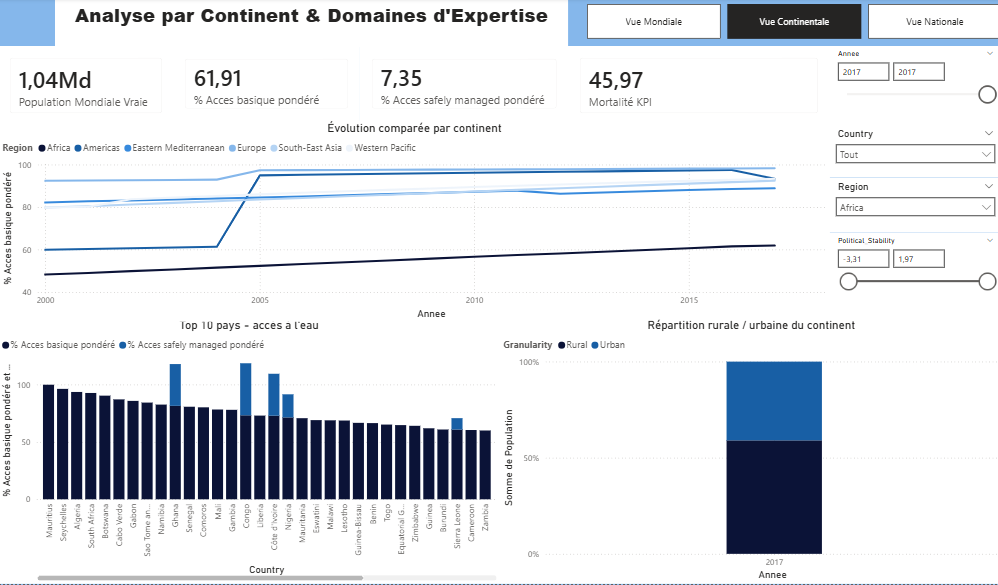 Analyse par Continent & Domaines d'Expertise
Vue Mondiale
Vue Continentale
Vue Nationale
1,04Md
Population Mondiale Vraie
61,91
% Acces basique pondéré
7,35
% Acces safely managed pondéré
45,97
Mortalité KPI
Annee
2017
2017
Country
Tout
Region
Africa
Political_Stability
-3,31
1,97
Évolution comparée par continent
Region Africa Americas Eastern Mediterranean Europe South-East Asia Western Pacific
% Acces basique pondéré
100
80
60
40
2000
2005
2010
2015
Annee
Top 10 pays - accès à l'eau
% Acces basique pondéré % Acces safely managed pondéré
% Acces basique pondéré et ...
100
50
0
Mauritius
Seychelles
Algeria
South Africa
Botswana
Cabo Verde
Gabon
Sao Tome an...
Namibia
Ghana
Senegal
Comoros
Mali
Gambia
Congo
Liberia
Côte d'Ivoire
Nigeria
Mauritania
Eswatini
Malawi
Lesotho
Guinea-Bissau
Benin
Togo
Equatorial G...
Zimbabwe
Guinea
Burundi
Sierra Leone
Cameroon
Zambia
Country
Répartition rurale / urbaine du continent
Granularity Rural Urban
Somme de Population
100%
50%
0%
2017
Annee